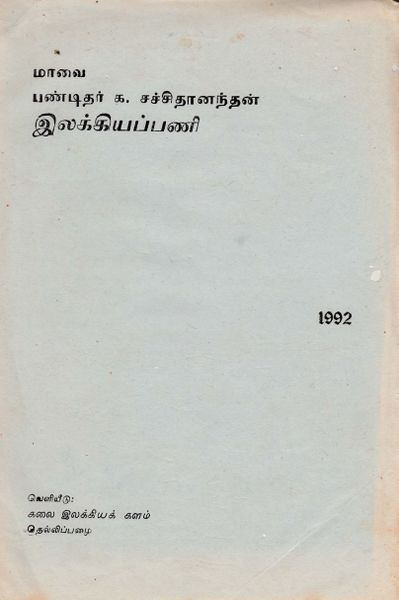 மாவை
பண்டிதர் க. சச்சிதானந்தன்
இலக்கியப்பணி
1992
வெளியீடு:
கலை இலக்கியக் களம்
தெல்லிப்பழை